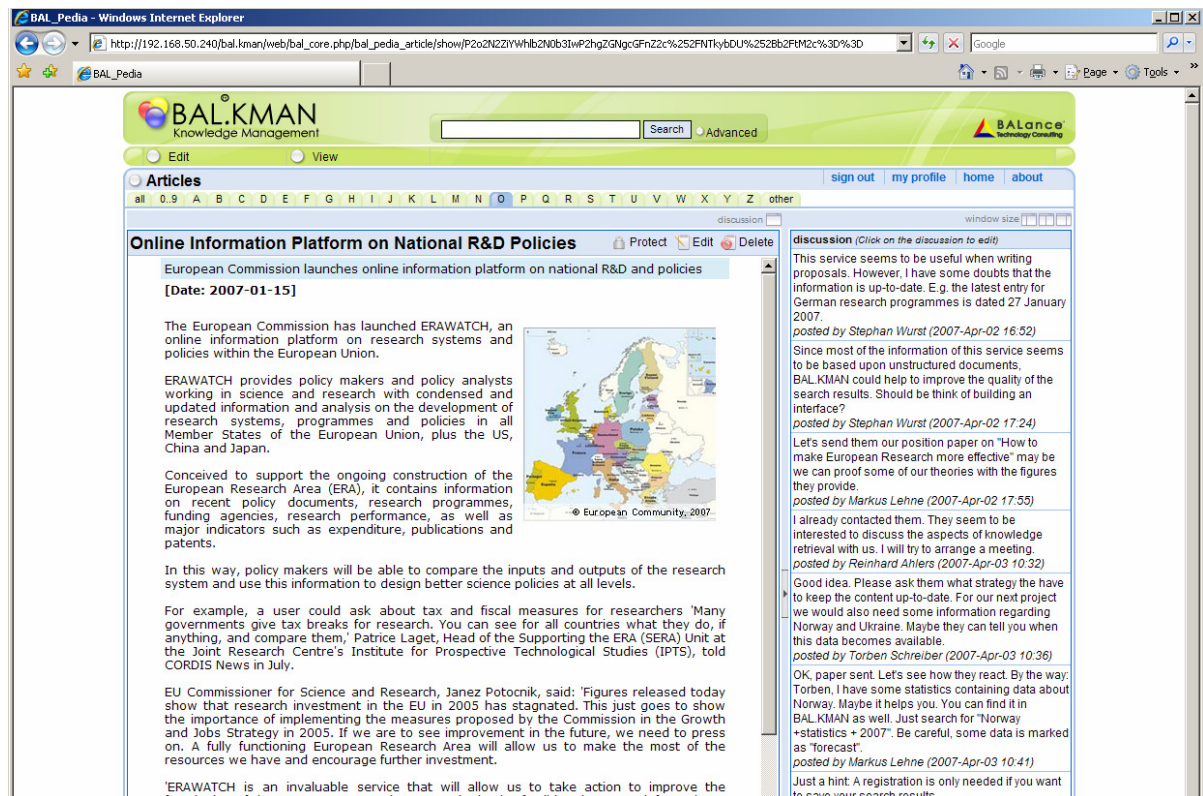 BAL_Pedia - Windows Internet Explorer
http://192.168.50.240/bal.kman/web/bal_core.php/bal_pedia_article/show/P2o2N2ZiYWhlb2N0b3IwP2hgZGNgcGFnZ2c%252FNTkybDU%252Bb2FtM2c%3D%3D
Google
BAL_Pedia
Page
Tools
BAL.KMAN
Knowledge Management
Search
Advanced
BALance
Technology Consulting
Edit
View
Articles
sign out
my profile
home
about
all 0..9 A B C D E F G H I J K L M N O P Q R S T U V W X Y Z other
discussion
window size
Online Information Platform on National R&D Policies
Protect
Edit
Delete
European Commission launches online information platform on national R&D and policies
[Date: 2007-01-15]
The European Commission has launched ERAWATCH, an
online information platform on research systems and
policies within the European Union.
ERAWATCH provides policy makers and policy analysts
working in science and research with condensed and
updated information and analysis on the development of
research systems, programmes and policies in all
Member States of the European Union, plus the US,
China and Japan.
Conceived to support the ongoing construction of the
European Research Area (ERA), it contains information
on recent policy documents, research programmes,
funding agencies, research performance, as well as
major indicators such as expenditure, publications and
patents.
© European Community, 2007
In this way, policy makers will be able to compare the inputs and outputs of the research
system and use this information to design better science policies at all levels.
For example, a user could ask about tax and fiscal measures for researchers 'Many
governments give tax breaks for research. You can see for all countries what they do, if
anything, and compare them,' Patrice Laget, Head of the Supporting the ERA (SERA) Unit at
the Joint Research Centre's Institute for Prospective Technological Studies (IPTS), told
CORDIS News in July.
EU Commissioner for Science and Research, Janez Potocnik, said: 'Figures released today
show that research investment in the EU in 2005 has stagnated. This just goes to show
the importance of implementing the measures proposed by the Commission in the Growth
and Jobs Strategy in 2005. If we are to see improvement in the future, we need to press
on. A fully functioning European Research Area will allow us to make the most of the
resources we have and encourage further investment.
'ERAWATCH is an invaluable service that will allow us to take action to improve the
discussion (Click on the discussion to edit)
This service seems to be useful when writing
proposals. However, I have some doubts that the
information is up-to-date. E.g. the latest entry for
German research programmes is dated 27 January
2007.
posted by Stephan Wurst (2007-Apr-02 16:52)
Since most of the information of this service seems
to be based upon unstructured documents,
BAL.KMAN could help to improve the quality of the
search results. Should be think of building an
interface?
posted by Stephan Wurst (2007-Apr-02 17:24)
Let's send them our position paper on "How to
make European Research more effective" may be
we can proof some of our theories with the figures
they provide.
posted by Markus Lehne (2007-Apr-02 17:55)
I already contacted them. They seem to be
interested to discuss the aspects of knowledge
retrieval with us. I will try to arrange a meeting.
posted by Reinhard Ahlers (2007-Apr-03 10:32)
Good idea. Please ask them what strategy the have
to keep the content up-to-date. For our next project
we would also need some information regarding
Norway and Ukraine. Maybe they can tell you when
this data becomes available.
posted by Torben Schreiber (2007-Apr-03 10:36)
OK, paper sent. Let's see how they react. By the way:
Torben, I have some statistics containing data about
Norway. Maybe it helps you. You can find it in
BAL.KMAN as well. Just search for "Norway
+statistics + 2007". Be careful, some data is marked
as "forecast".
posted by Markus Lehne (2007-Apr-03 10:41)
Just a hint: A registration is only needed if you want
to save your search results.